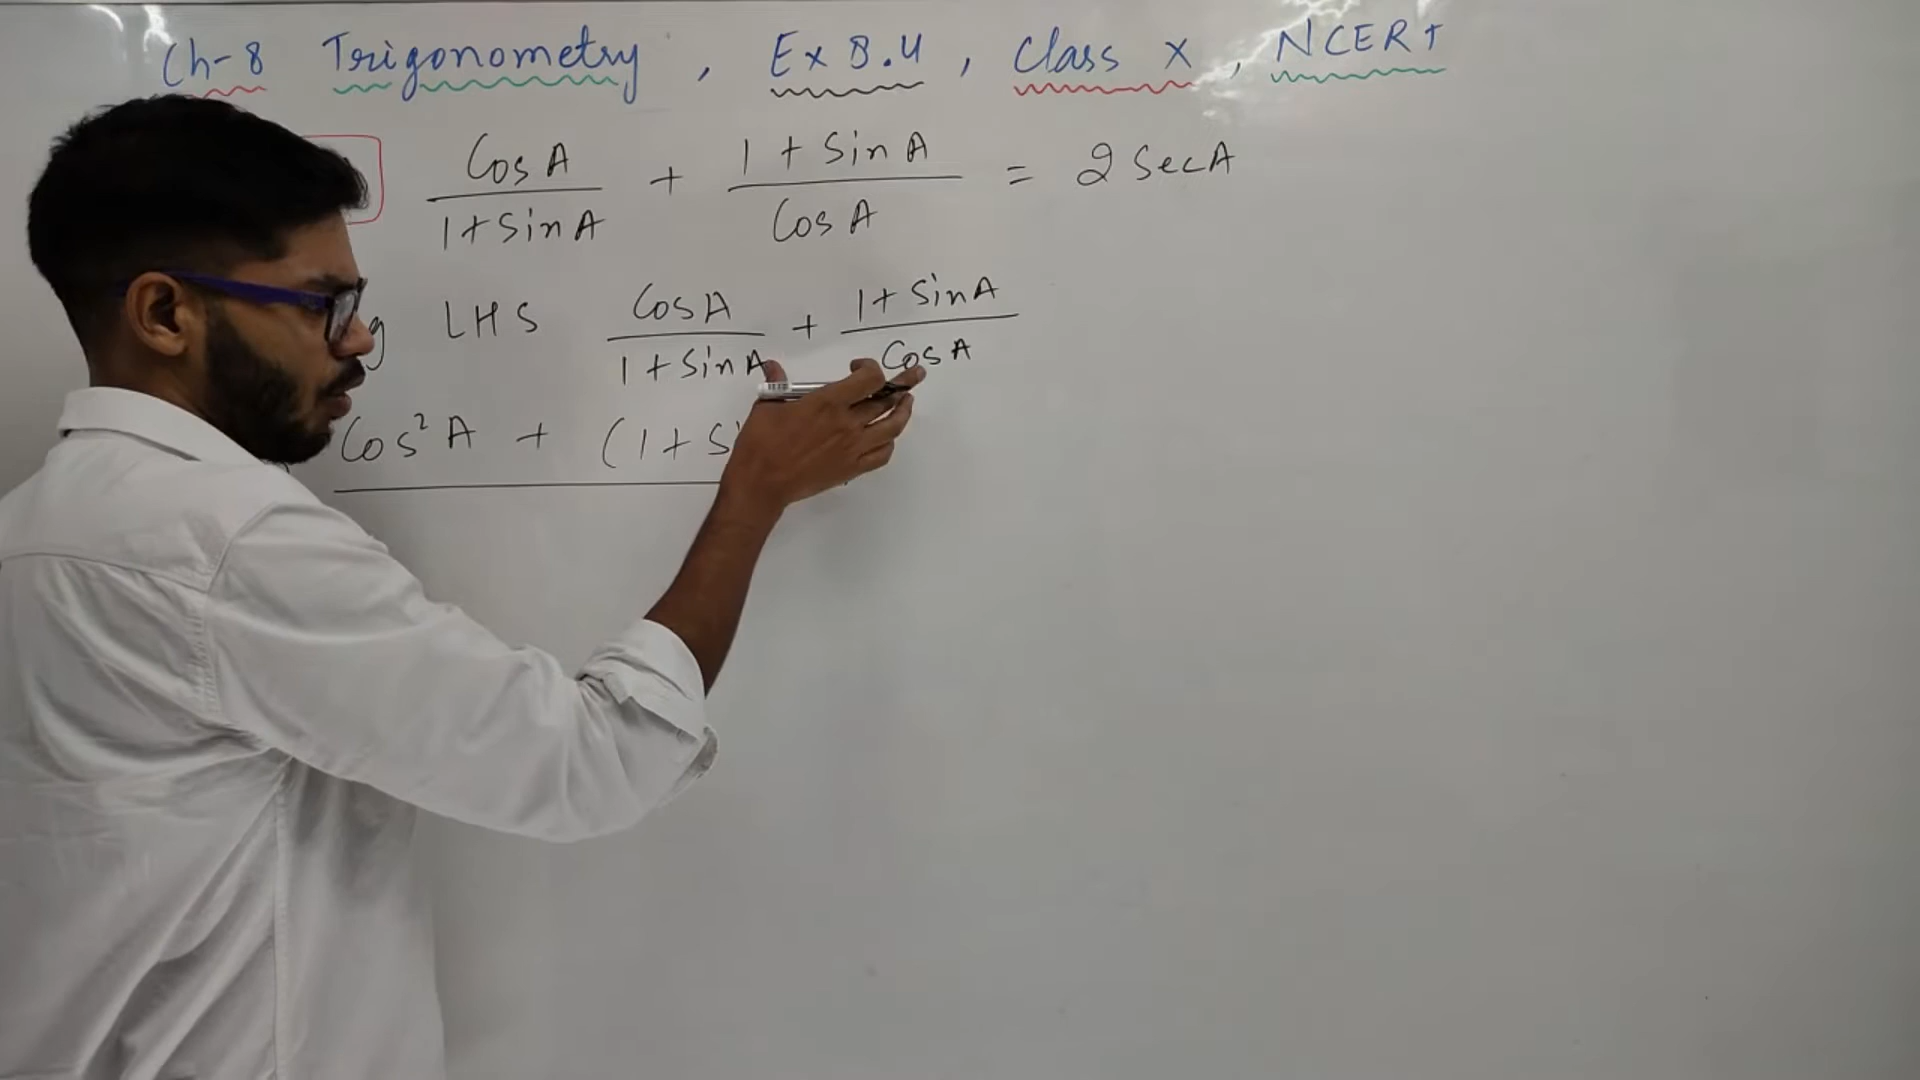 Ch-8 Trigonometry, Ex 8.4, Class X, NCERT
CosA/(1+SinA) + (1+SinA)/CosA = 2 SecA
LHS CosA/(1+SinA) + (1+SinA)/CosA
Cos²A + (1+S